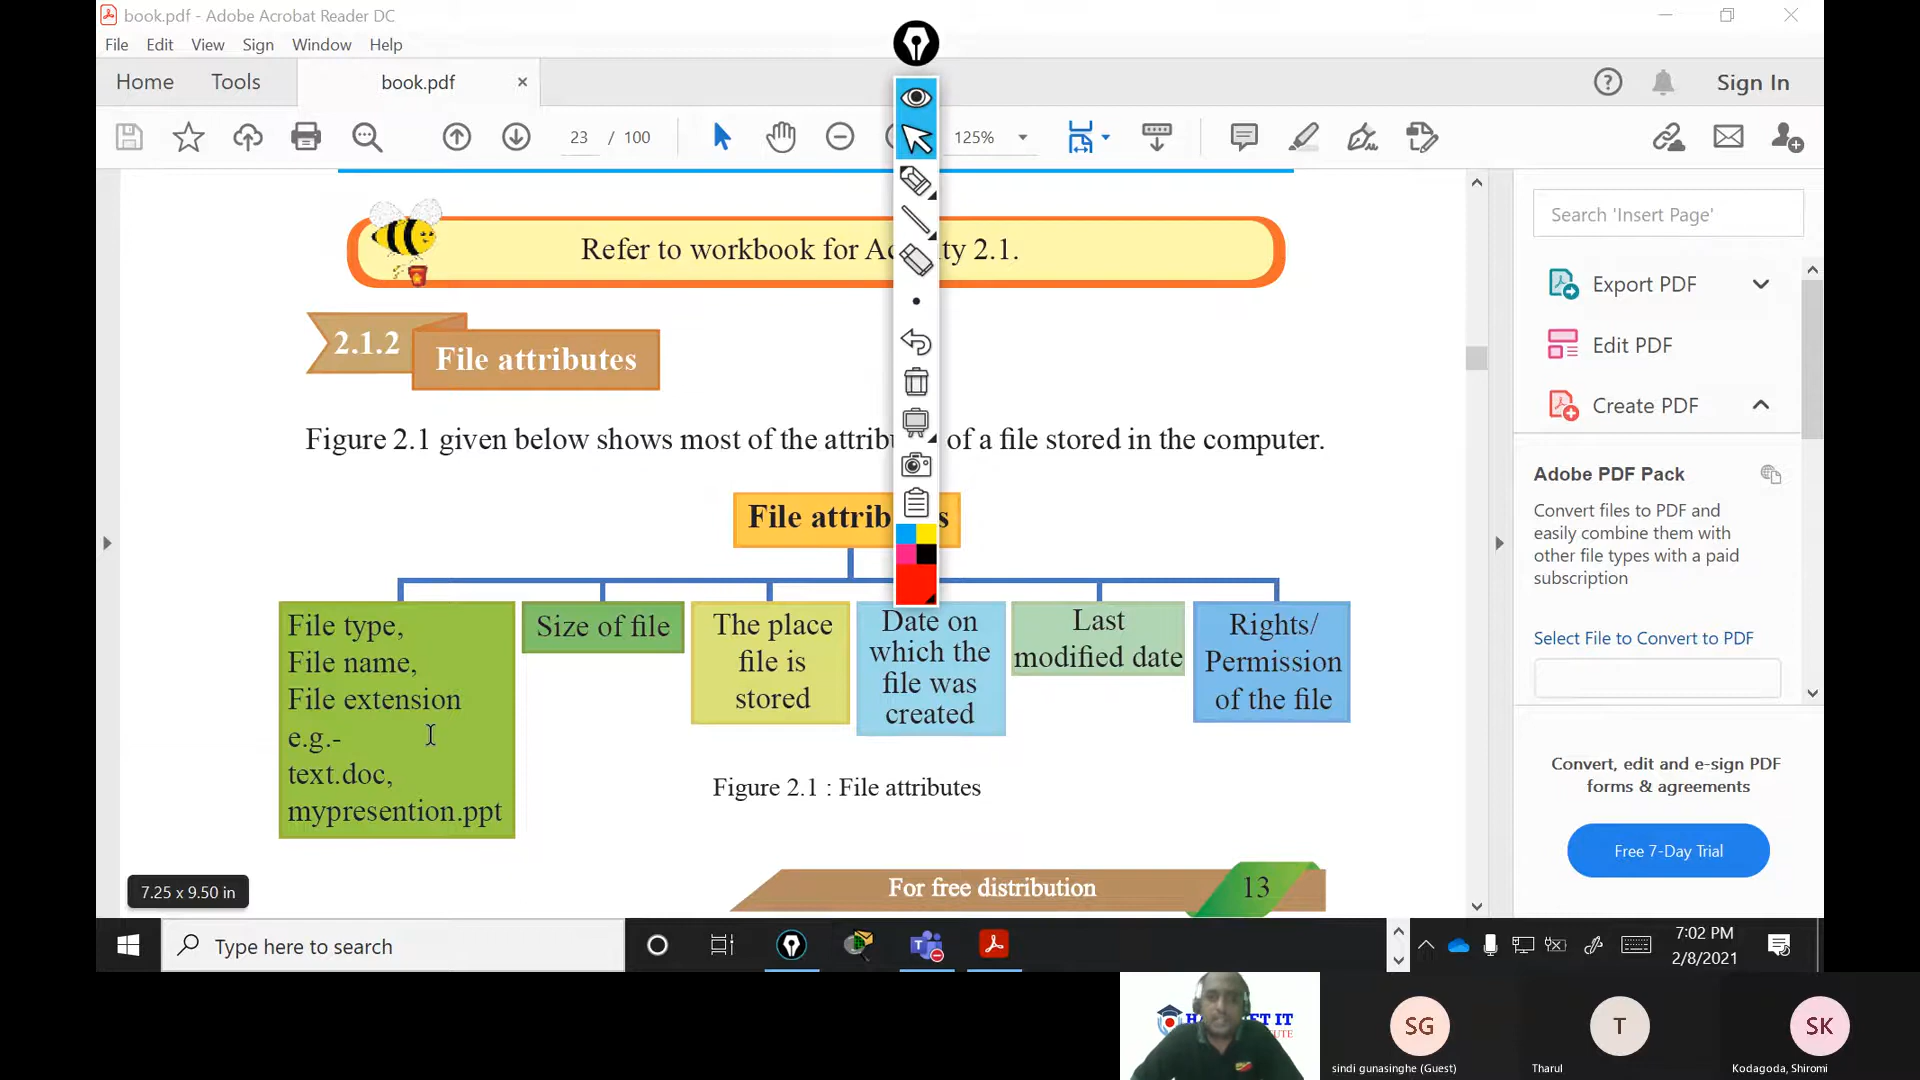 book.pdf - Adobe Acrobat Reader DC
File Edit View Sign Window Help
Home Tools book.pdf × Sign In
23 / 100 125%
Refer to workbook for Ac ty 2.1.
2.1.2 File attributes
Figure 2.1 given below shows most of the attribu of a file stored in the computer.
File attrib s
File type,
File name,
File extension
e.g.-
text.doc,
mypresention.ppt
Size of file
The place
file is
stored
Date on
which the
file was
created
Last
modified date
Rights/
Permission
of the file
Figure 2.1 : File attributes
For free distribution 13
7.25 x 9.50 in
Search 'Insert Page'
Export PDF
Edit PDF
Create PDF
Adobe PDF Pack
Convert files to PDF and
easily combine them with
other file types with a paid
subscription
Select File to Convert to PDF
Convert, edit and e-sign PDF
forms & agreements
Free 7-Day Trial
Type here to search
7:02 PM
2/8/2021
SG
T
SK
sindi gunasinghe (Guest)
Tharul
Kodagoda, Shiromi